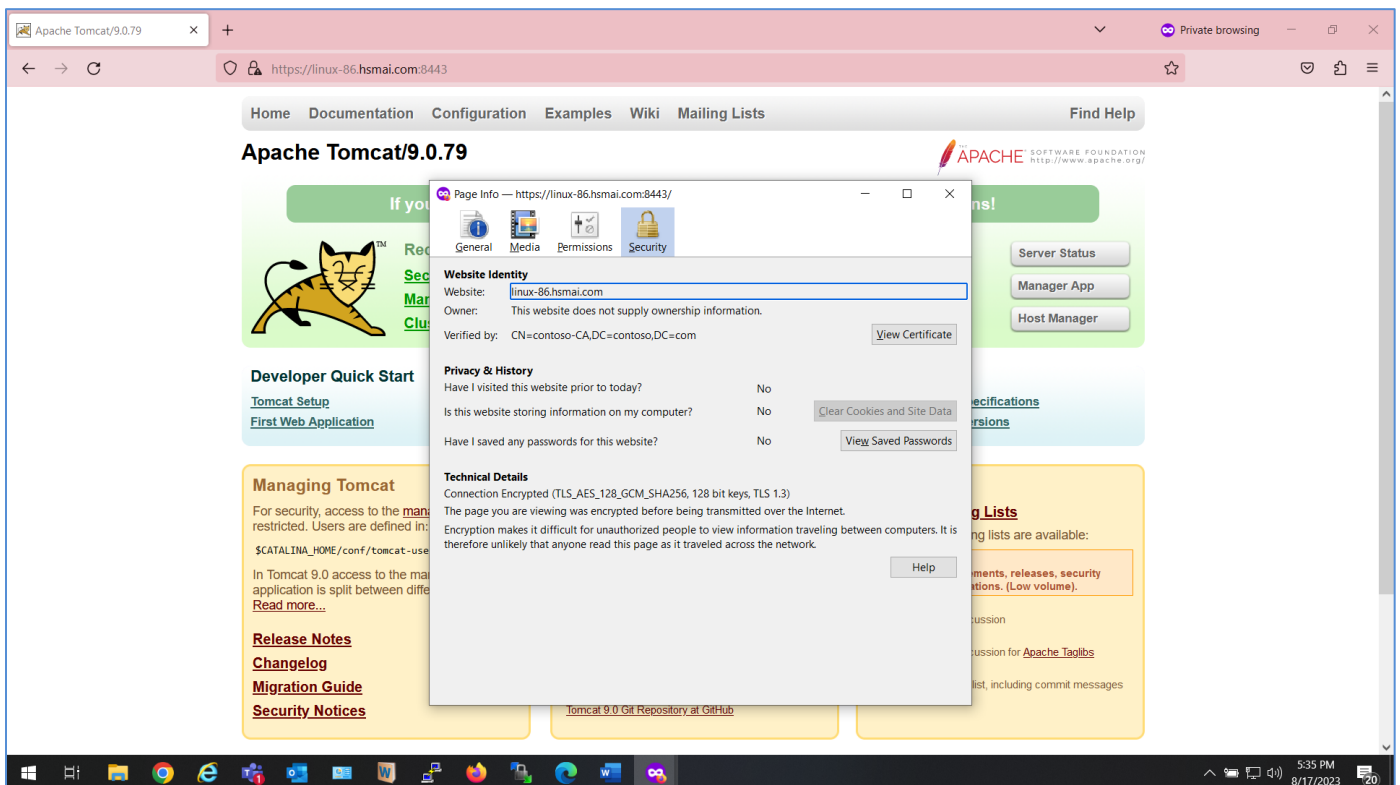 Apache Tomcat/9.0.79
Private browsing
https://linux-86.hsmai.com:8443
Home Documentation Configuration Examples Wiki Mailing Lists Find Help
Apache Tomcat/9.0.79
THE APACHE SOFTWARE FOUNDATION
http://www.apache.org/
If you
ns!
TM
Server Status
Manager App
Host Manager
Page Info — https://linux-86.hsmai.com:8443/
General Media Permissions Security
Website Identity
Website: linux-86.hsmai.com
Owner: This website does not supply ownership information.
Verified by: CN=contoso-CA,DC=contoso,DC=com View Certificate
Privacy & History
Have I visited this website prior to today? No
Is this website storing information on my computer? No Clear Cookies and Site Data
Have I saved any passwords for this website? No View Saved Passwords
Technical Details
Connection Encrypted (TLS_AES_128_GCM_SHA256, 128 bit keys, TLS 1.3)
The page you are viewing was encrypted before being transmitted over the Internet.
Encryption makes it difficult for unauthorized people to view information traveling between computers. It is
therefore unlikely that anyone read this page as it traveled across the network.
Help
Developer Quick Start
Tomcat Setup
First Web Application
ecifications
ersions
Managing Tomcat
For security, access to the mana
restricted. Users are defined in:
$CATALINA_HOME/conf/tomcat-use
In Tomcat 9.0 access to the ma
application is split between diffe
Read more...
Release Notes
Changelog
Migration Guide
Security Notices
Tomcat 9.0 Git Repository at GitHub
g Lists
ng lists are available:
ements, releases, security
ations. (Low volume).
cussion
cussion for Apache Taglibs
list, including commit messages
5:35 PM
8/17/2023
20